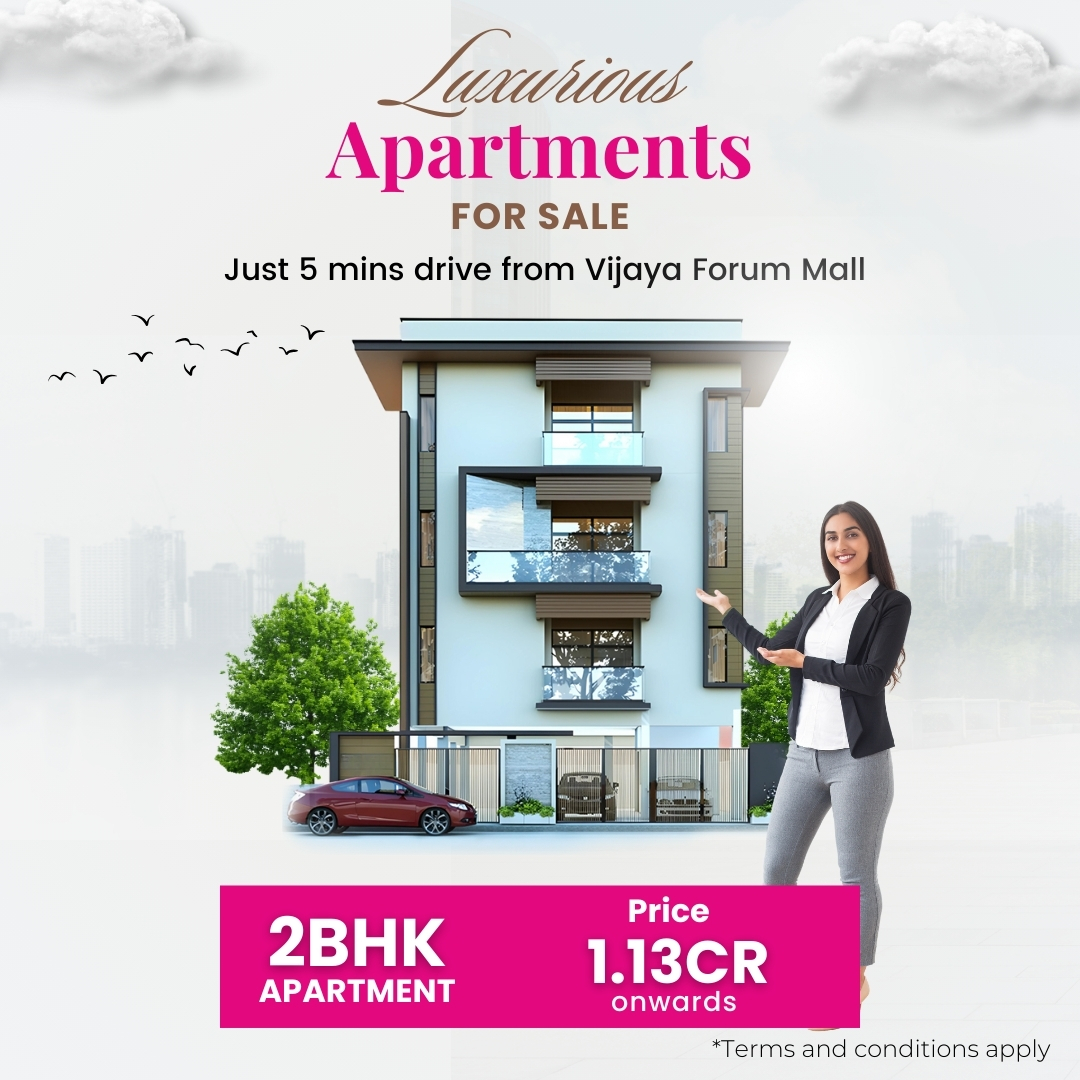 Luxurious
Apartments
FOR SALE
Just 5 mins drive from Vijaya Forum Mall
2BHK
APARTMENT
Price
1.13CR
onwards
*Terms and conditions apply